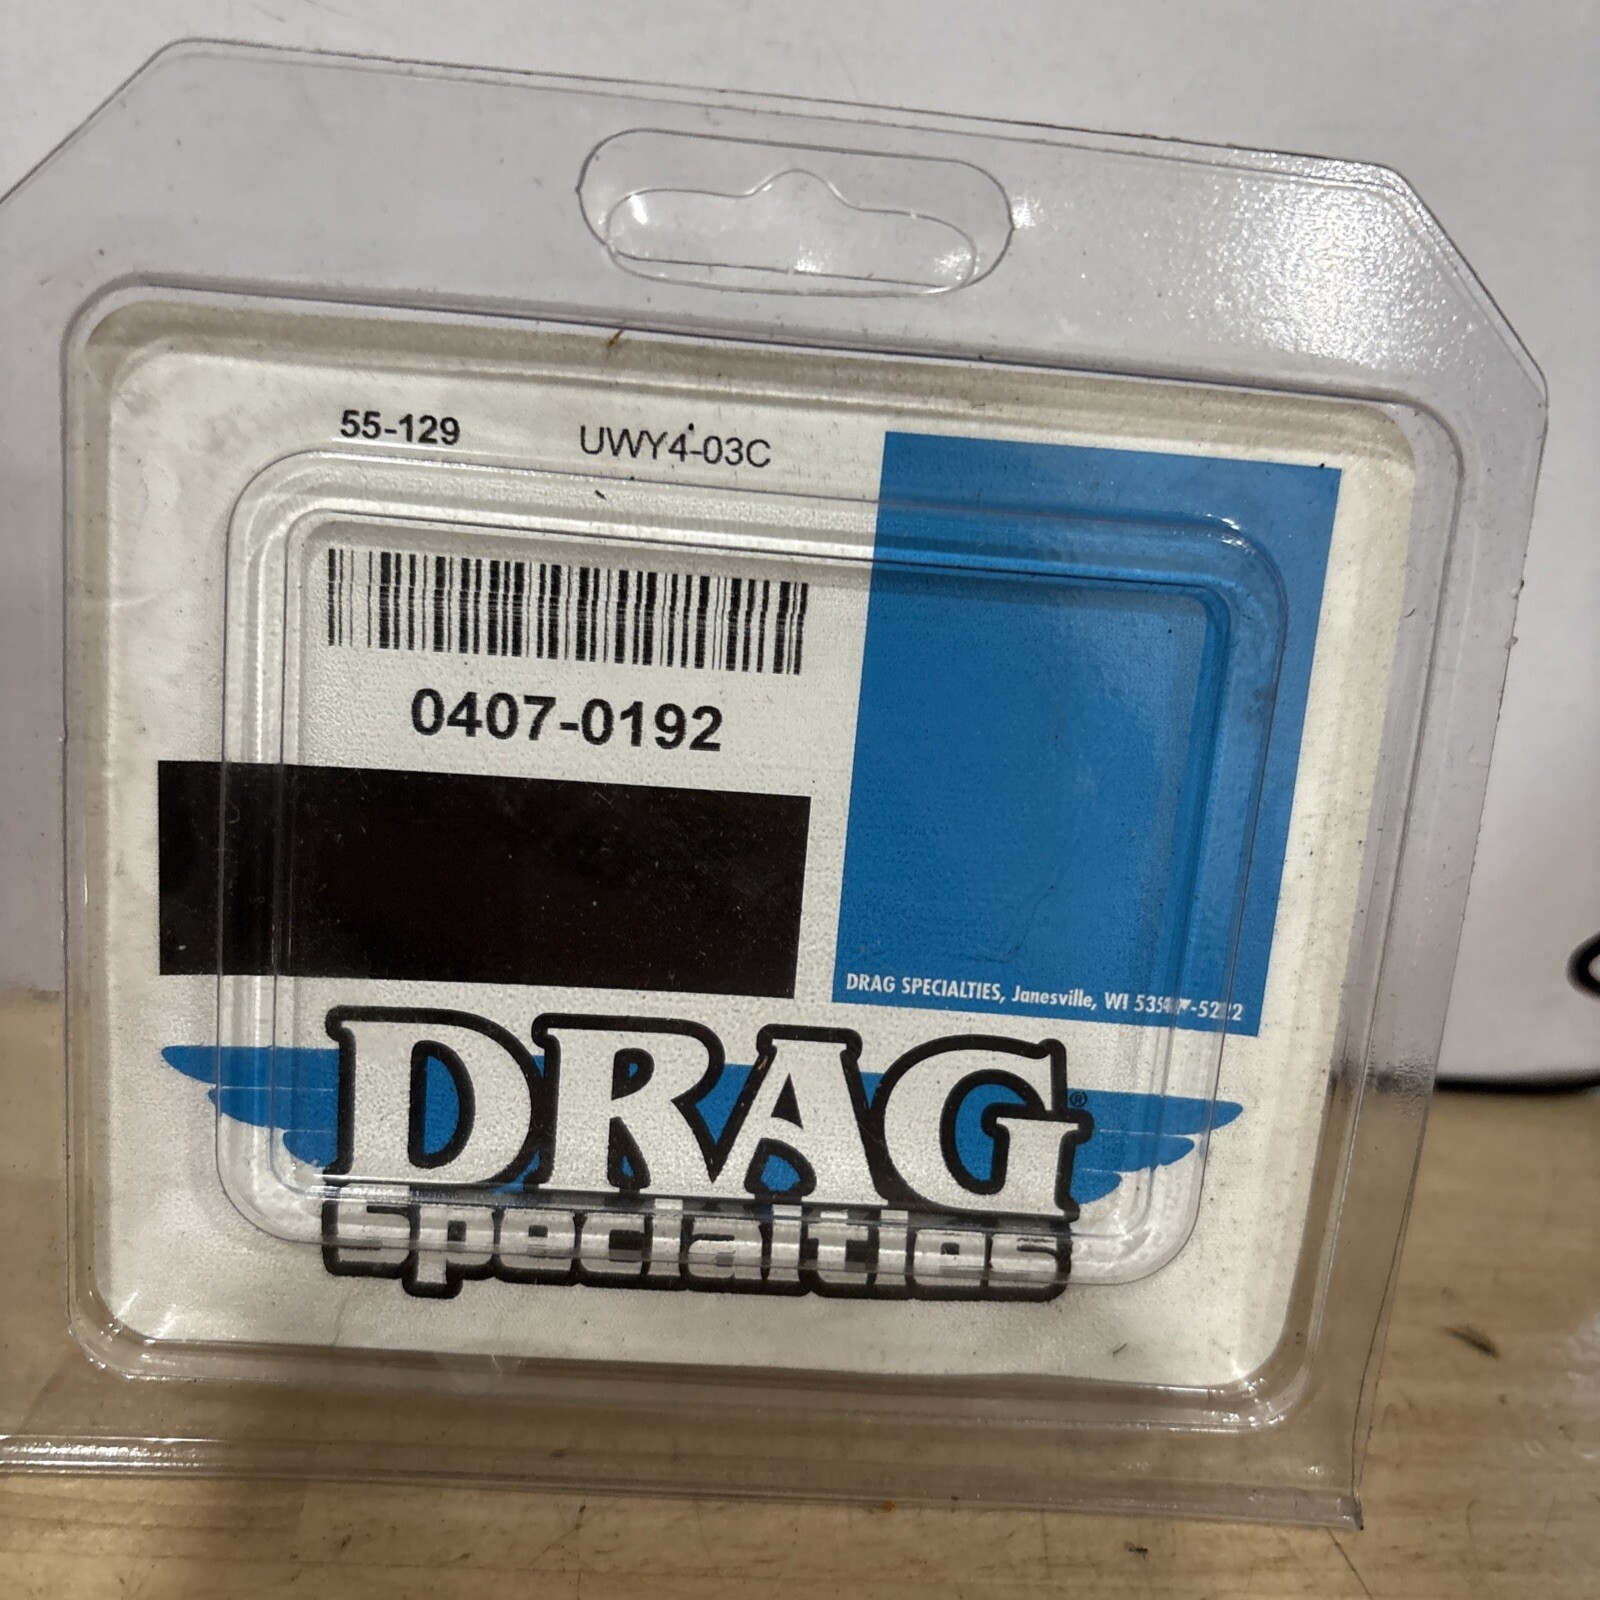 55-129
UWY4-03C
0407-0192
DRAG SPECIALTIES, Janesville, WI
DRAG®
specialties